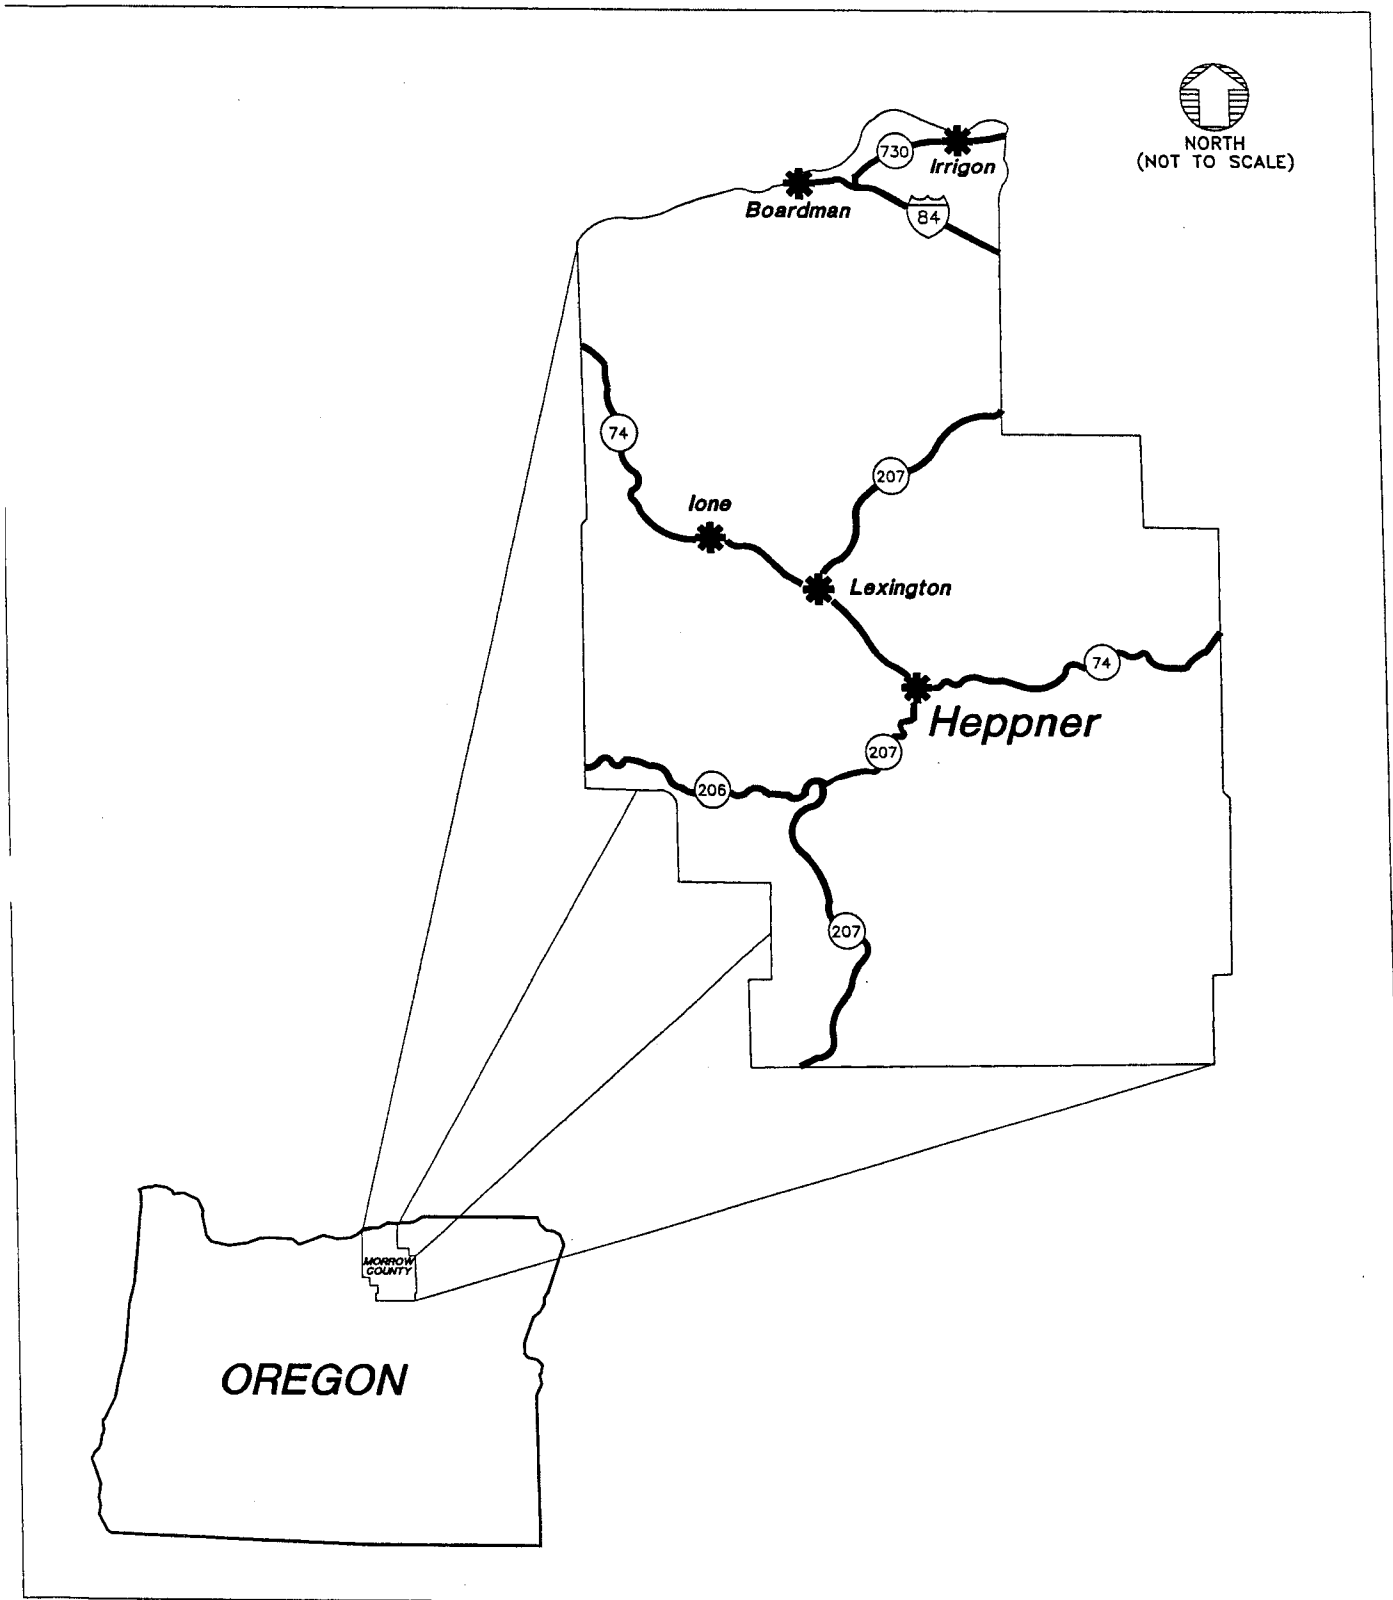 NORTH
(NOT TO SCALE)
730
Irrigon
Boardman
84
74
207
Ione
Lexington
74
Heppner
207
206
207
MORROW
COUNTY
OREGON